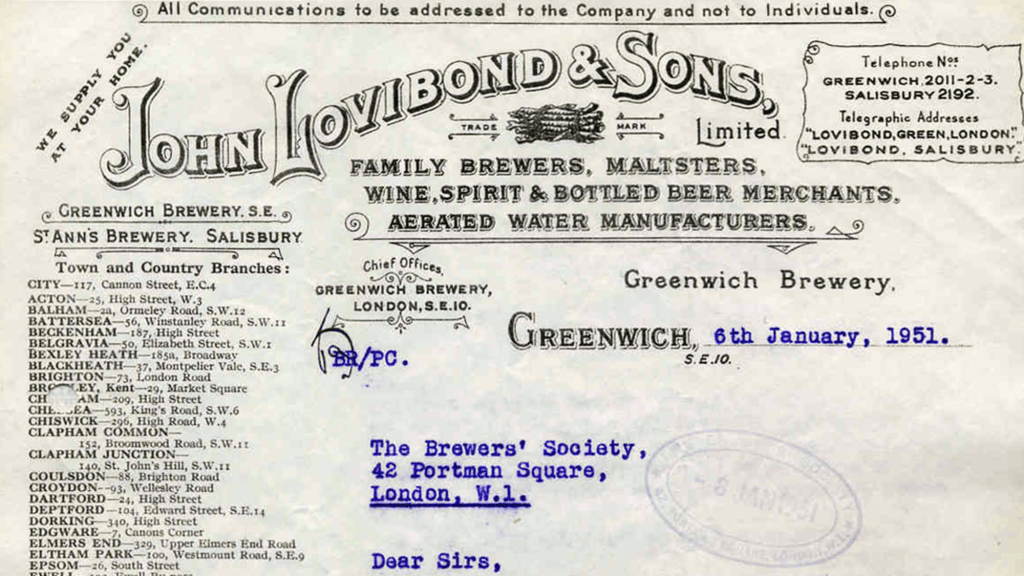 All Communications to be addressed to the Company and not to Individuals.
WE SUPPLY YOU
AT YOUR HOME.
JOHN LOVIBOND & SONS,
Limited.
TRADE MARK
Telephone Nos.
GREENWICH, 2011-2-3.
SALISBURY 2192.
Telegraphic Addresses
"LOVIBOND, GREEN, LONDON."
"LOVIBOND, SALISBURY."
FAMILY BREWERS, MALTSTERS,
WINE, SPIRIT & BOTTLED BEER MERCHANTS,
AERATED WATER MANUFACTURERS.
GREENWICH BREWERY, S.E.
ST ANN'S BREWERY, SALISBURY
Town and Country Branches:
CITY—117, Cannon Street, E.C.4
ACTON—25, High Street, W.3
BALHAM—2a, Ormeley Road, S.W.12
BATTERSEA—56, Winstanley Road, S.W.11
BECKENHAM—187, High Street
BELGRAVIA—50, Elizabeth Street, S.W.1
BEXLEY HEATH—185a, Broadway
BLACKHEATH—37, Montpelier Vale, S.E.3
BRIGHTON—73, London Road
Kent—29, Market Square
209, High Street
593, King's Road, S.W.6
CHISWICK—296, High Road, W.4
CLAPHAM COMMON—
152, Broomwood Road, S.W.11
CLAPHAM JUNCTION—
140, St. John's Hill, S.W.11
COULSDON—88, Brighton Road
CROYDON—93, Wellesley Road
DARTFORD—24, High Street
DEPTFORD—104, Edward Street, S.E.14
DORKING—340, High Street
EDGWARE—7, Canons Corner
ELMERS END—329, Upper Elmers End Road
ELTHAM PARK—100, Westmount Road, S.E.9
EPSOM—26, South Street
Chief Offices,
GREENWICH BREWERY,
LONDON, S.E.10.
BR/PC.
Greenwich Brewery,
GREENWICH, 6th January, 1951.
S.E.10.
The Brewers' Society,
42 Portman Square,
London, W.1.
- 8 JAN 1951
Dear Sirs,